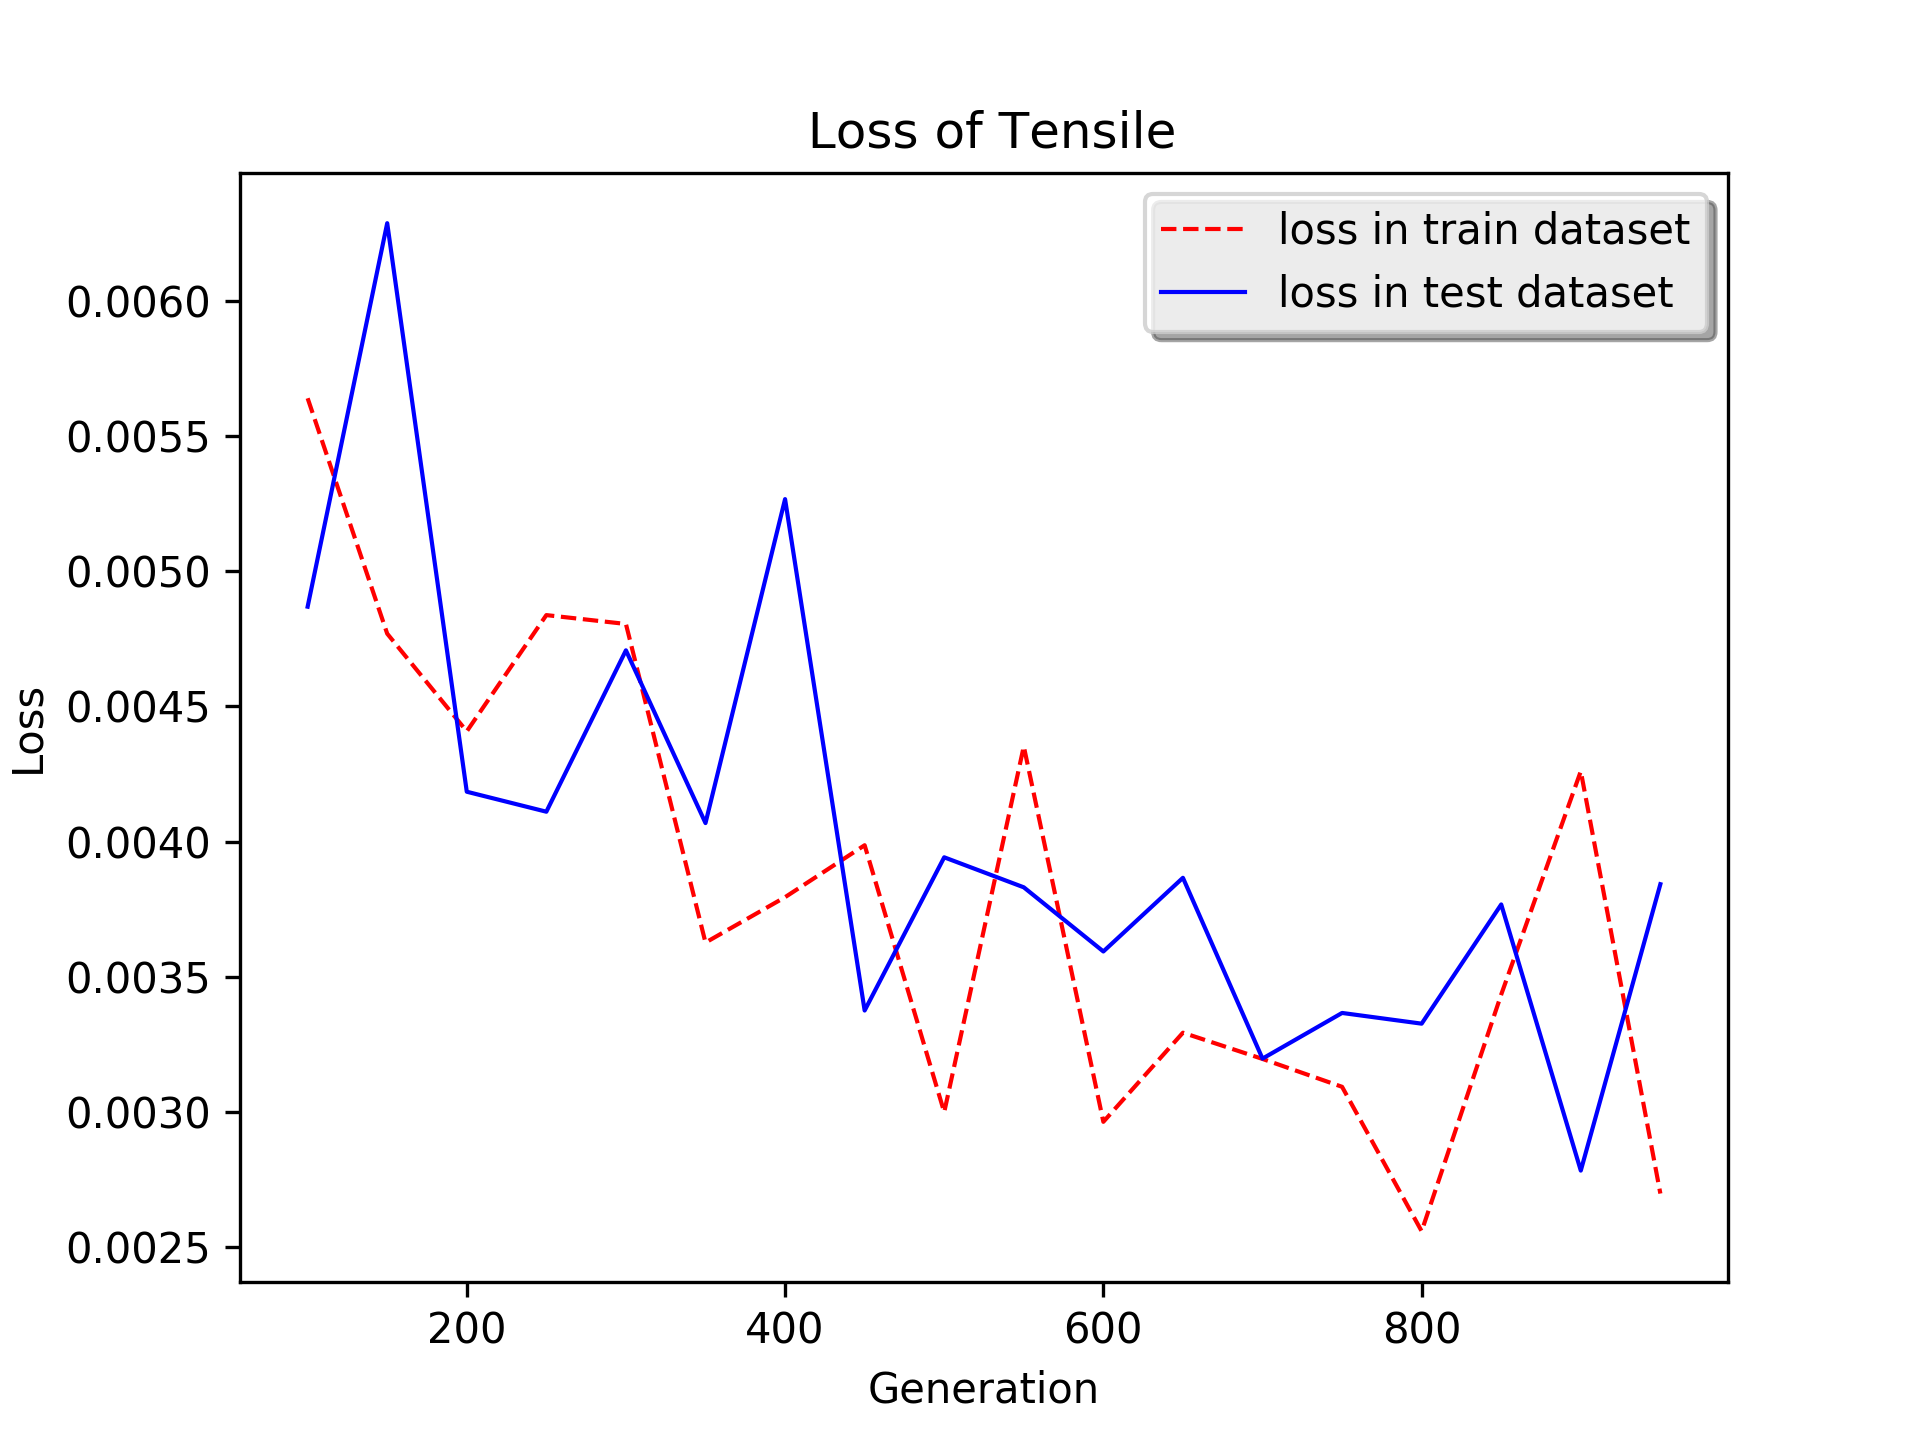 Loss of Tensile
loss in train dataset
loss in test dataset
0.0060
0.0055
0.0050
0.0045
0.0040
0.0035
0.0030
0.0025
Loss
200 400 600 800
Generation